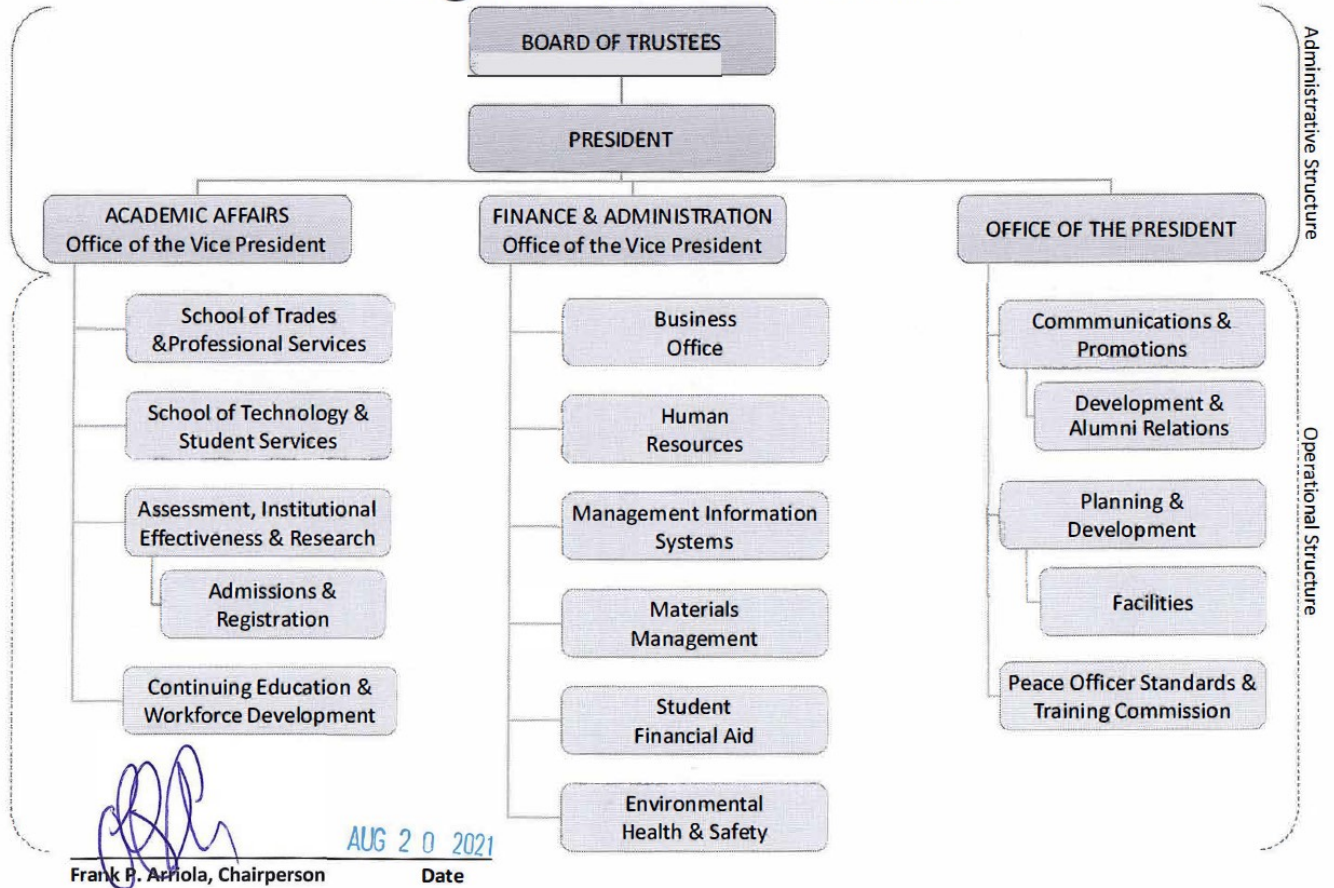 BOARD OF TRUSTEES
PRESIDENT
Administrative Structure
ACADEMIC AFFAIRS
Office of the Vice President
School of Trades
&Professional Services
School of Technology &
Student Services
Assessment, Institutional
Effectiveness & Research
Admissions &
Registration
Continuing Education &
Workforce Development
FINANCE & ADMINISTRATION
Office of the Vice President
Business
Office
Human
Resources
Management Information
Systems
Materials
Management
Student
Financial Aid
Environmental
Health & Safety
OFFICE OF THE PRESIDENT
Commmunications &
Promotions
Development &
Alumni Relations
Planning &
Development
Facilities
Peace Officer Standards &
Training Commission
Operational Structure
AUG 20 2021
Frank P. Arriola, Chairperson
Date